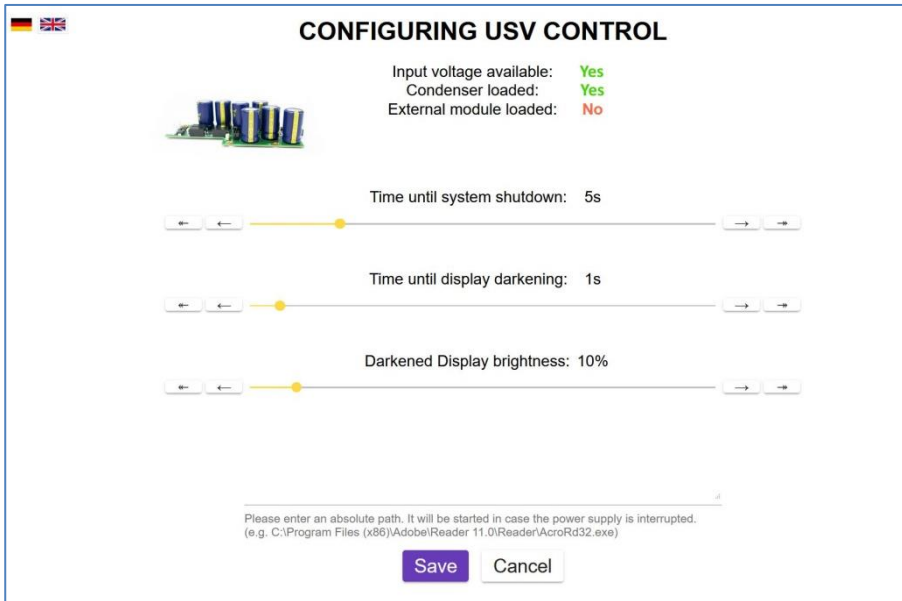 CONFIGURING USV CONTROL
Input voltage available: Yes
Condenser loaded: Yes
External module loaded: No
Time until system shutdown: 5s
↞ ← → ↠
Time until display darkening: 1s
↞ ← → ↠
Darkened Display brightness: 10%
↞ ← → ↠
Please enter an absolute path. It will be started in case the power supply is interrupted.
(e.g. C:\Program Files (x86)\Adobe\Reader 11.0\Reader\AcroRd32.exe)
Save Cancel